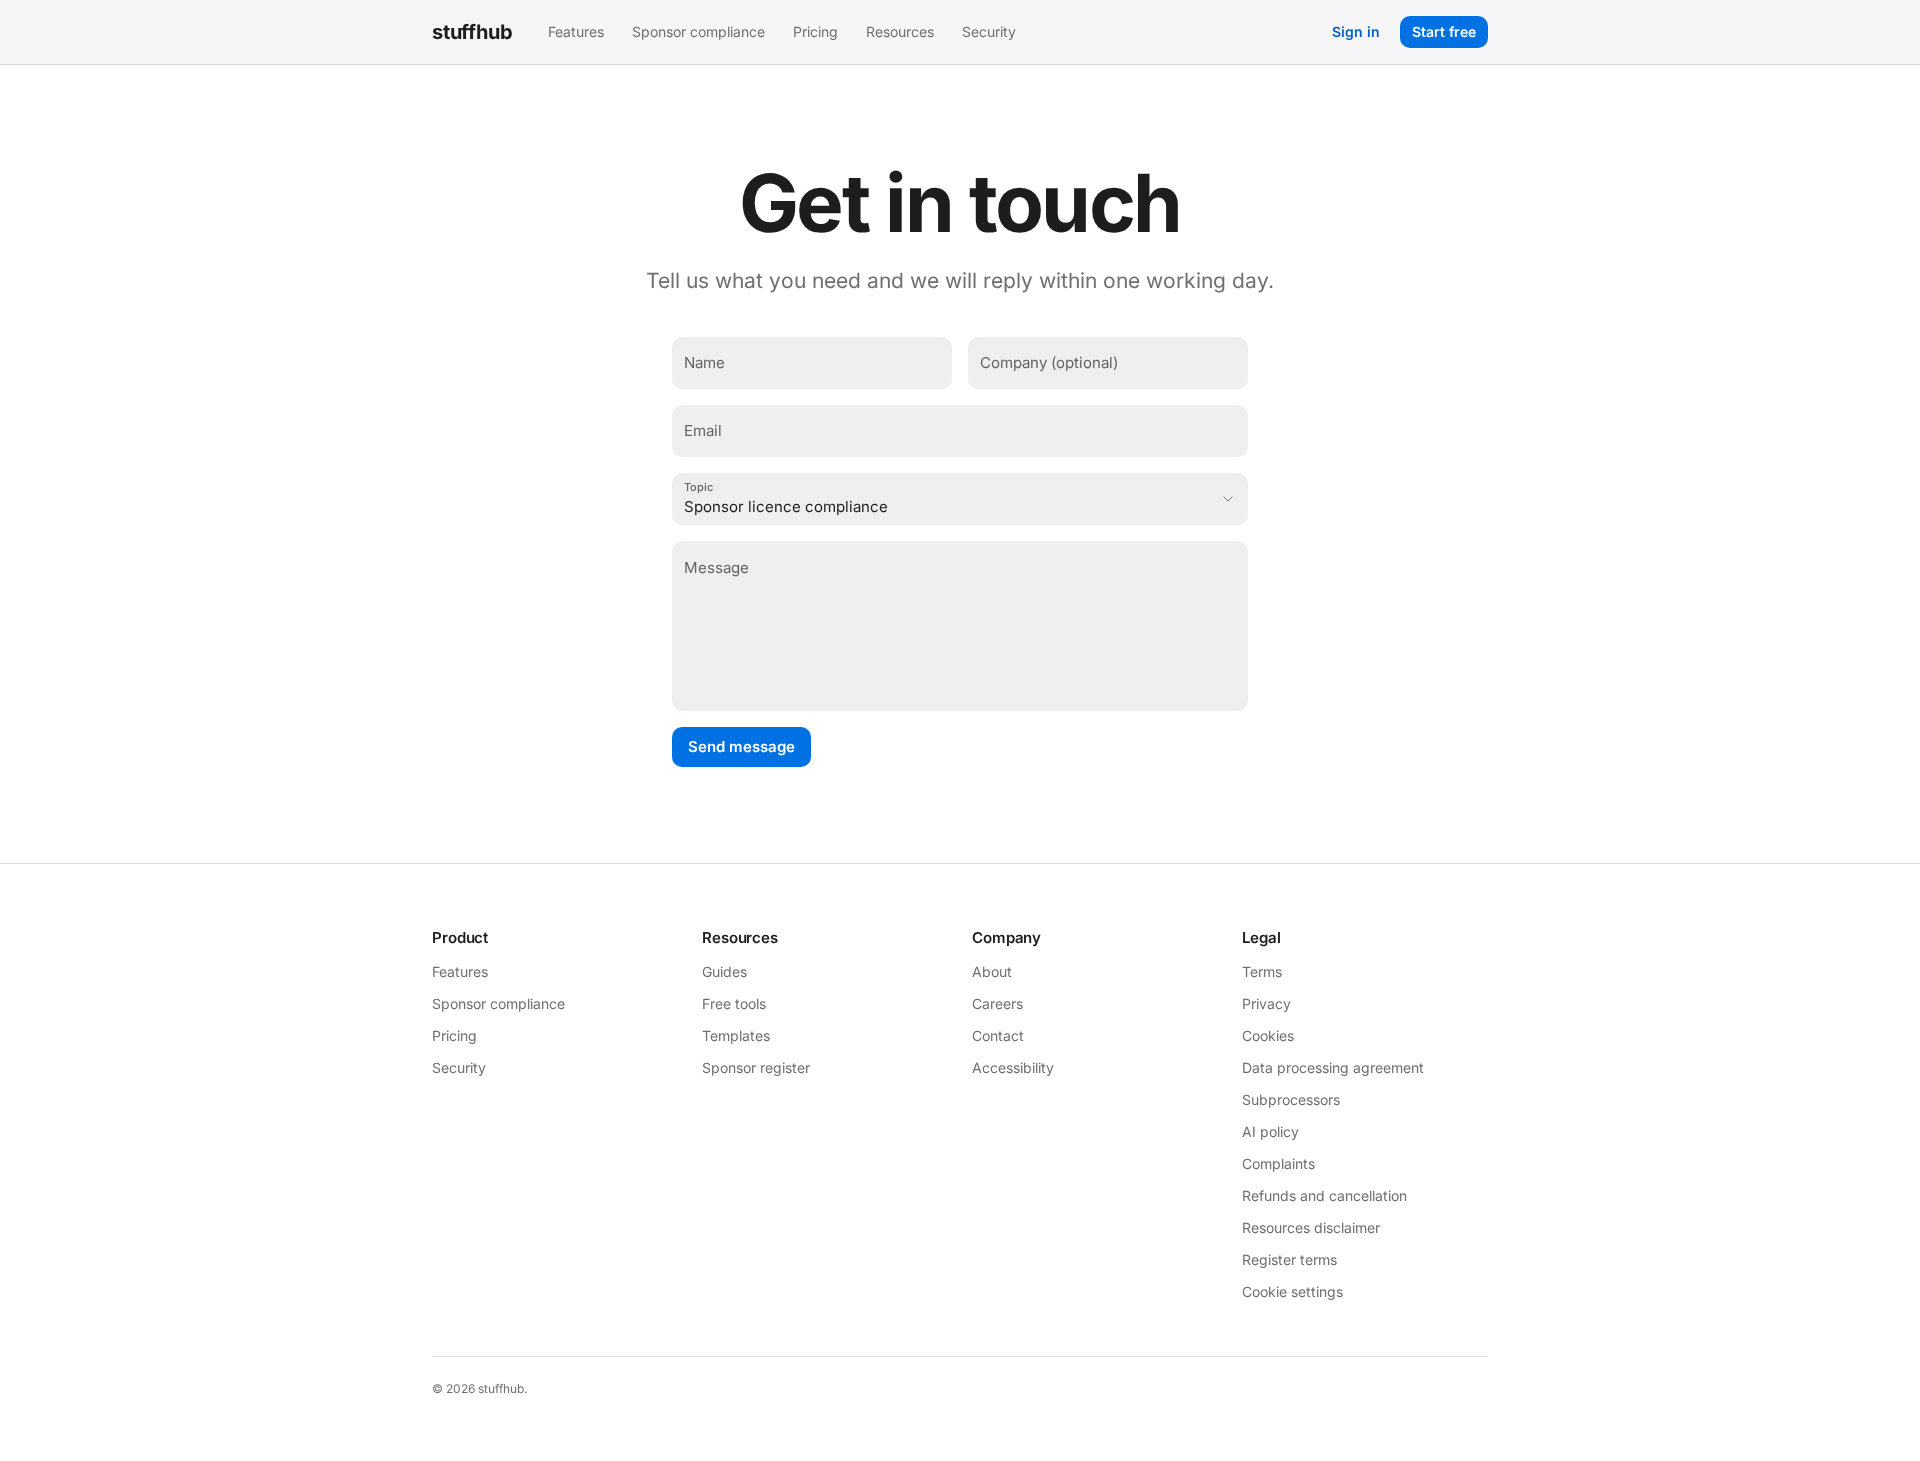 stuffhub
Features
Sponsor compliance
Pricing
Resources
Security
Sign in
Start free
Get in touch
Tell us what you need and we will reply within one working day.
Name
Company (optional)
Email
Topic
Sponsor licence compliance
Message
Send message
Product
Features
Sponsor compliance
Pricing
Security
Resources
Guides
Free tools
Templates
Sponsor register
Company
About
Careers
Contact
Accessibility
Legal
Terms
Privacy
Cookies
Data processing agreement
Subprocessors
AI policy
Complaints
Refunds and cancellation
Resources disclaimer
Register terms
Cookie settings
© 2026 stuffhub.